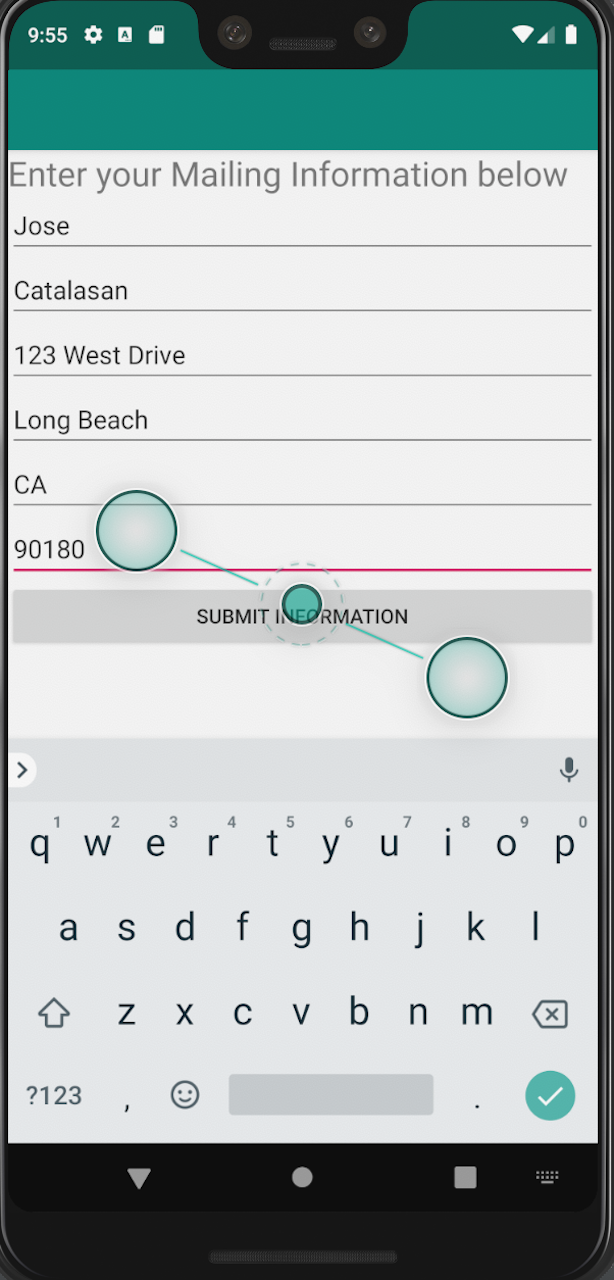 9:55 A
Enter your Mailing Information below
Jose
Catalasan
123 West Drive
Long Beach
CA
90180
SUBMIT INFORMATION
1 2 3 4 5 6 7 8 9 0
q w e r t y u i o p
a s d f g h j k l
z x c v b n m
?123 , .